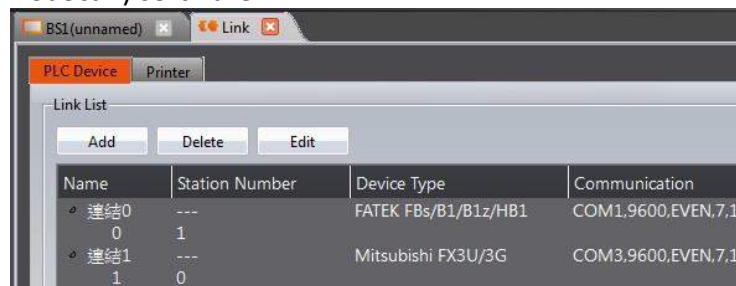 BS1(unnamed) Link
PLC Device Printer
Link List
Add Delete Edit
Name Station Number Device Type Communication
連結0 --- FATEK FBs/B1/B1z/HB1 COM1,9600,EVEN,7,1
0 1
連結1 --- Mitsubishi FX3U/3G COM3,9600,EVEN,7,1
1 0